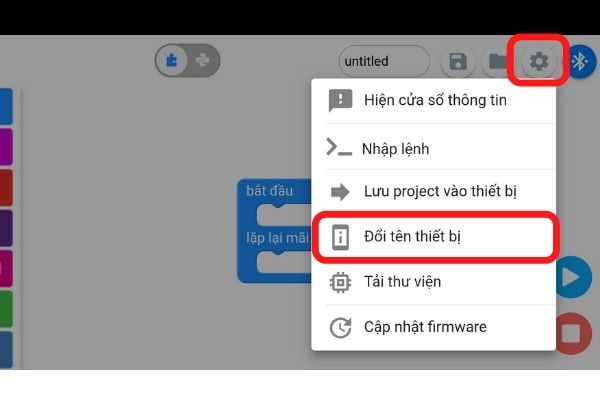 untitled
Hiện cửa sổ thông tin
Nhập lệnh
Lưu project vào thiết bị
bắt đầu
Đổi tên thiết bị
lặp lại mãi
Tải thư viện
Cập nhật firmware